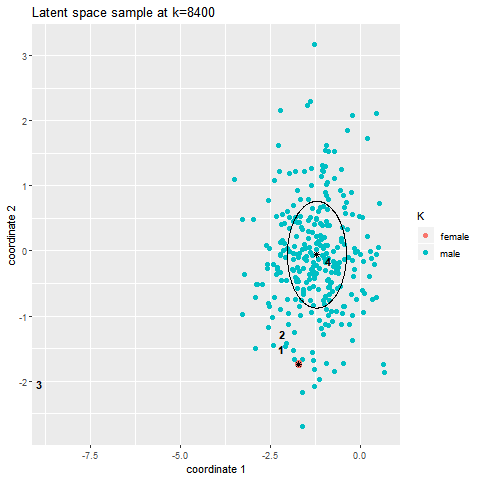 Latent space sample at k=8400
3
2
1
0
-1
-2
coordinate 2
4
2
1
3
-7.5
-5.0
-2.5
0.0
coordinate 1
K
female
male